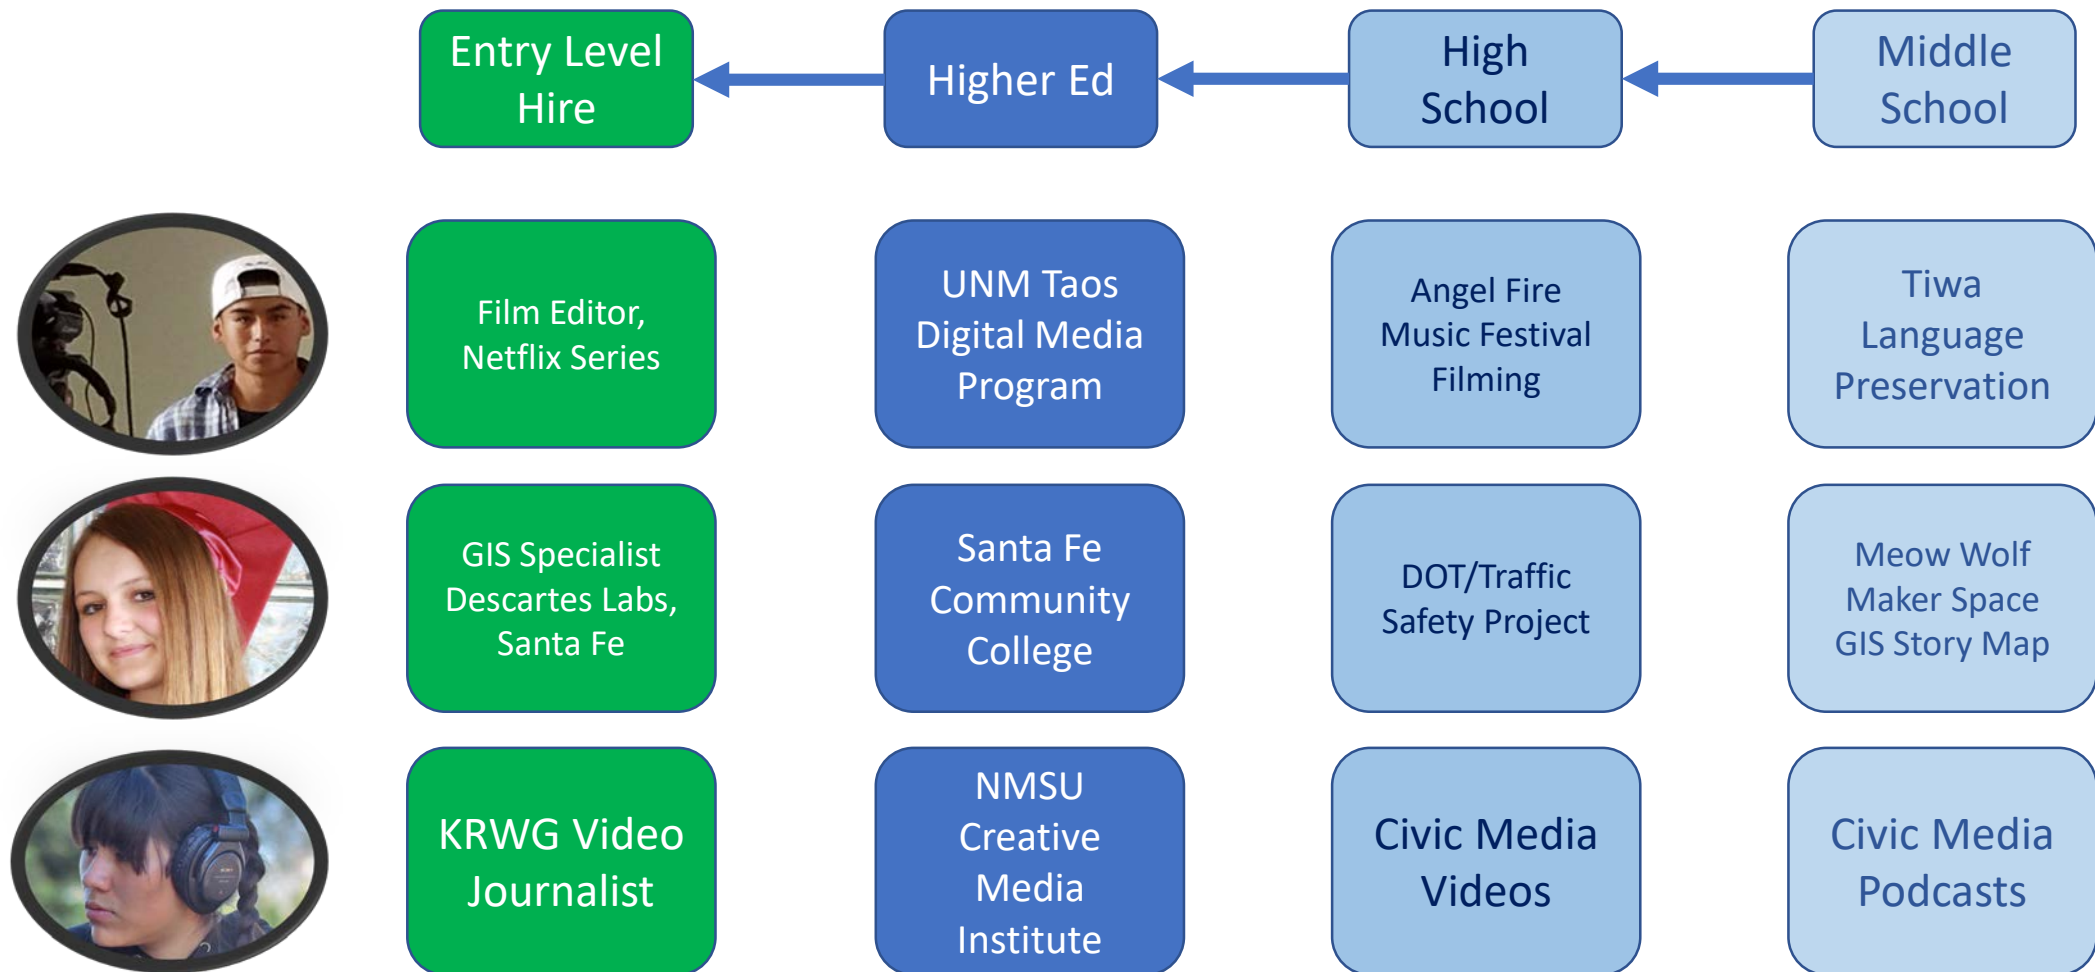 Entry Level
Hire
Higher Ed
High
School
Middle
School
Film Editor,
Netflix Series
UNM Taos
Digital Media
Program
Angel Fire
Music Festival
Filming
Tiwa
Language
Preservation
GIS Specialist
Descartes Labs,
Santa Fe
Santa Fe
Community
College
DOT/Traffic
Safety Project
Meow Wolf
Maker Space
GIS Story Map
KRWG Video
Journalist
NMSU
Creative
Media
Institute
Civic Media
Videos
Civic Media
Podcasts